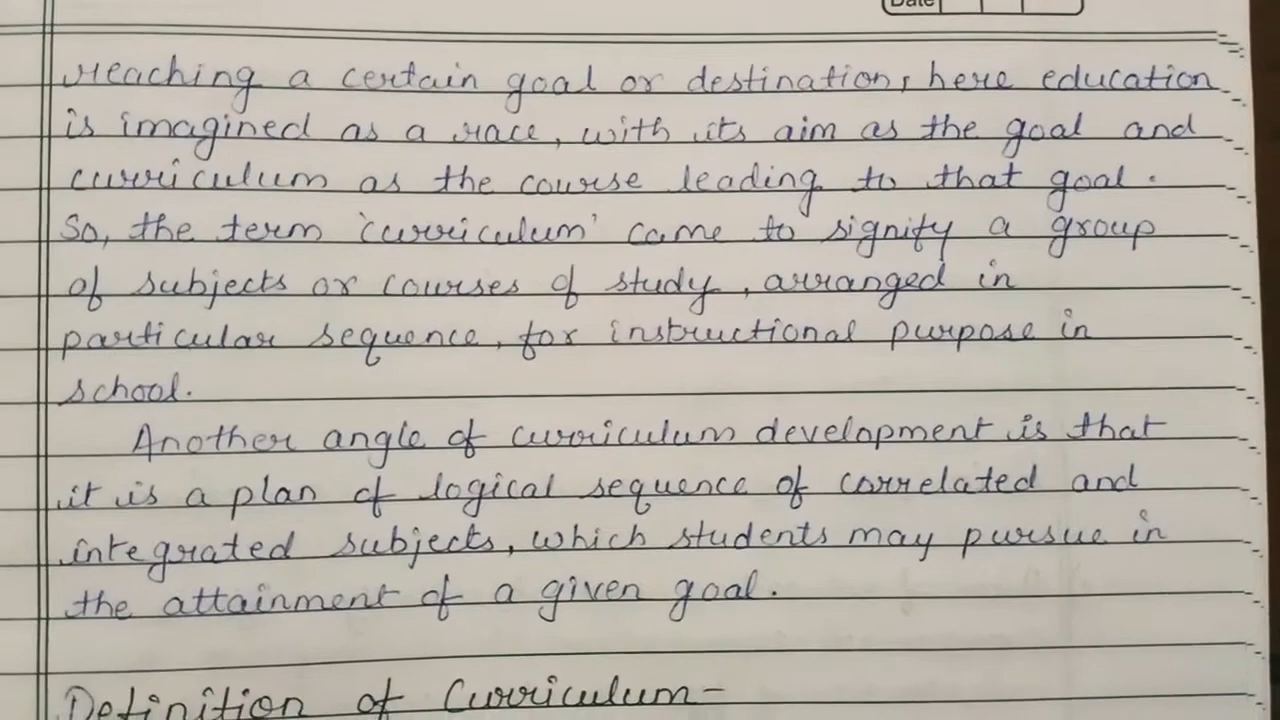 Date
reaching a certain goal or destination, here education
is imagined as a race, with its aim as the goal and
curriculum as the course leading to that goal.
So, the term 'curriculum' came to signify a group
of subjects or courses of study, arranged in
particular sequence, for instructional purpose in
school.
Another angle of curriculum development is that
it is a plan of logical sequence of correlated and
integrated subjects, which students may pursue in
the attainment of a given goal.
Definition of Curriculum-